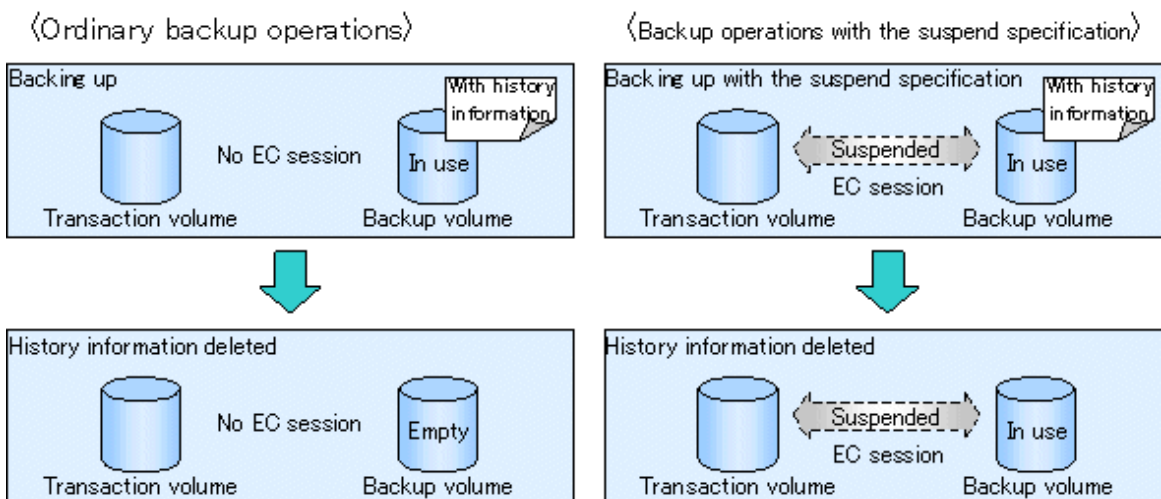 〈Ordinary backup operations〉
Backing up
With history
information
No EC session
In use
Transaction volume
Backup volume
History information deleted
No EC session
Empty
Transaction volume
Backup volume
〈Backup operations with the suspend specification〉
Backing up with the suspend specification
With history
information
Suspended
EC session
In use
Transaction volume
Backup volume
History information deleted
Suspended
EC session
In use
Transaction volume
Backup volume